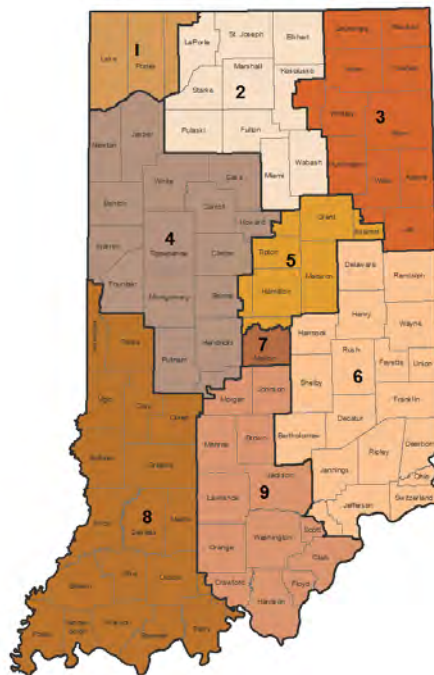 1
LaPorte
St. Joseph
Elkhart
Lake
Porter
Marshall
Kosciusko
Starke
2
Pulaski
Fulton
Whitley
3
Huntington
Wells
Adams
Jay
Miami
Wabash
Newton
Jasper
White
Cass
Carroll
Benton
Howard
Warren
4
Tippecanoe
Clinton
Fountain
Montgomery
Boone
Putnam
Hendricks
Grant
Blackford
Tipton
5
Madison
Hamilton
7
Marion
Delaware
Randolph
Henry
Wayne
Hancock
Rush
Fayette
Union
Shelby
6
Franklin
Decatur
Bartholomew
Dearborn
Ripley
Jennings
Ohio
Switzerland
Jefferson
Parke
Vigo
Clay
Owen
Sullivan
Greene
Knox
8
Daviess
Martin
Gibson
Pike
Dubois
Posey
Warrick
Spencer
Perry
Morgan
Johnson
Monroe
Brown
Jackson
Lawrence
9
Orange
Washington
Scott
Clark
Crawford
Floyd
Harrison